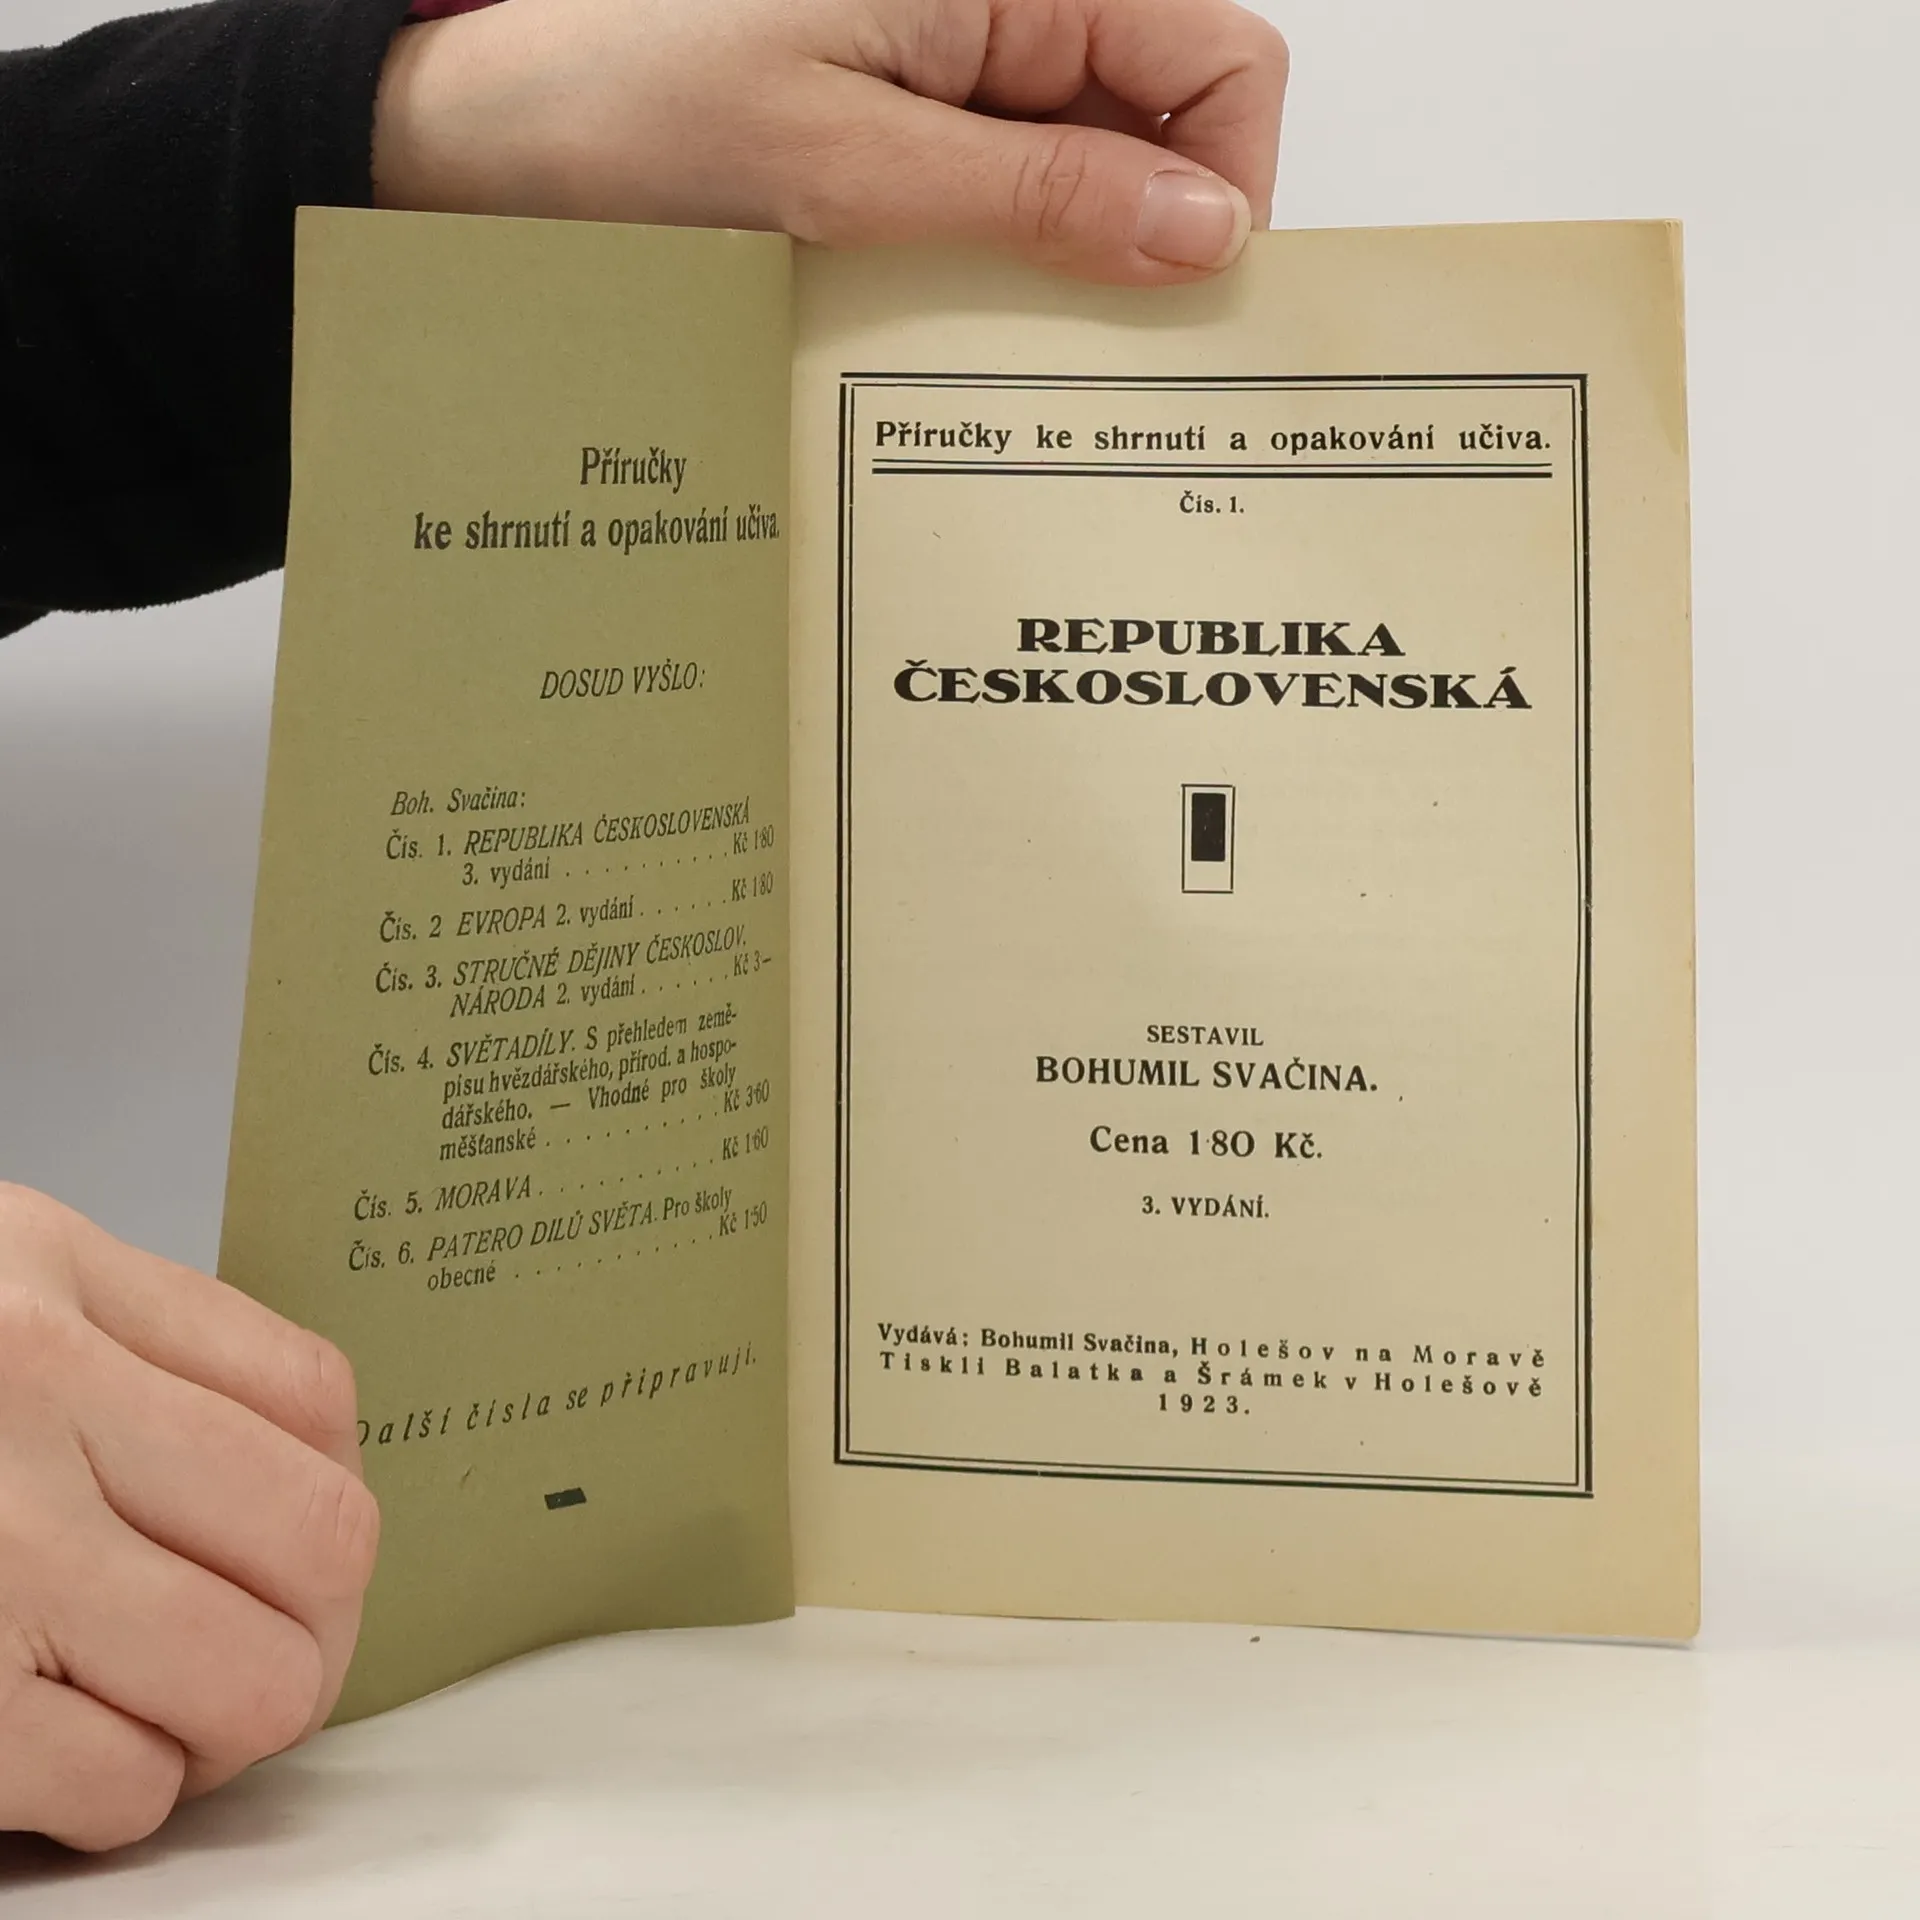 Příručky
ke shrnutí a opakování učiva.
DOSUD VYŠLO:
Boh. Svačina:
Čís. 1. REPUBLIKA ČESKOSLOVENSKÁ
3. vydání . . . . . . . . . . Kč 1·80
Čís. 2 EVROPA 2. vydání . . . . . . Kč 1·80
Čís. 3. STRUČNÉ DĚJINY ČESKOSLOV.
NÁRODA 2. vydání . . . . . . Kč 3–
Čís. 4. SVĚTADÍLY. S přehledem země-
pisu hvězdářského, přírod. a hospo-
dářského. — Vhodné pro školy
měšťanské . . . . . . . . . . Kč 3·60
Čís. 5. MORAVA . . . . . . . . . . Kč 1·60
Čís. 6. PATERO DILŮ SVĚTA. Pro školy
obecné . . . . . . . . . . . Kč 1·50
Další čísla se připravují.
Příručky ke shrnutí a opakování učiva.
Čís. 1.
REPUBLIKA
ČESKOSLOVENSKÁ
SESTAVIL
BOHUMIL SVAČINA.
Cena 1·80 Kč.
3. VYDÁNÍ.
Vydává: Bohumil Svačina, Holešov na Moravě
Tiskli Balatka a Šrámek v Holešově
1923.